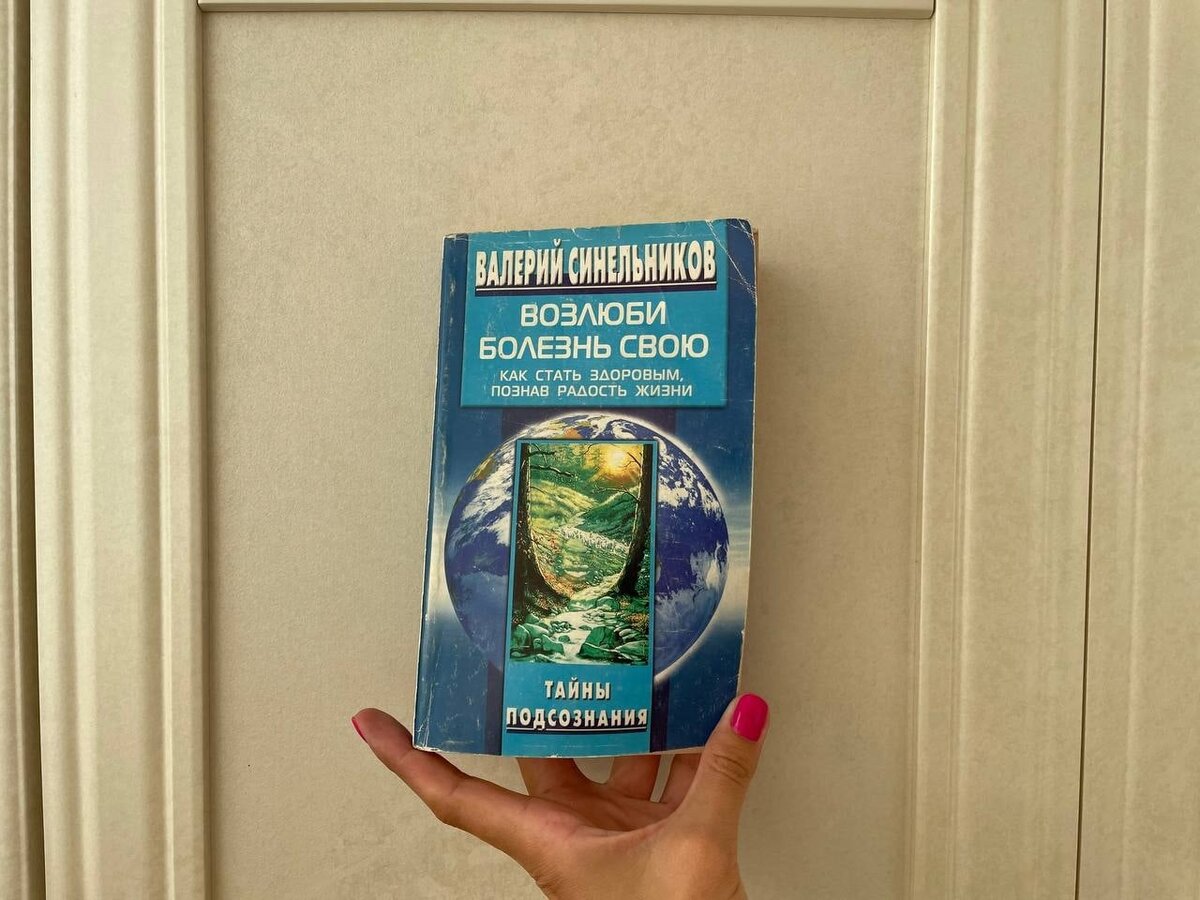 ВАЛЕРИЙ СИНЕЛЬНИКОВ
ВОЗЛЮБИ
БОЛЕЗНЬ СВОЮ
КАК СТАТЬ ЗДОРОВЫМ,
ПОЗНАВ РАДОСТЬ ЖИЗНИ
ТАЙНЫ
ПОДСОЗНАНИЯ